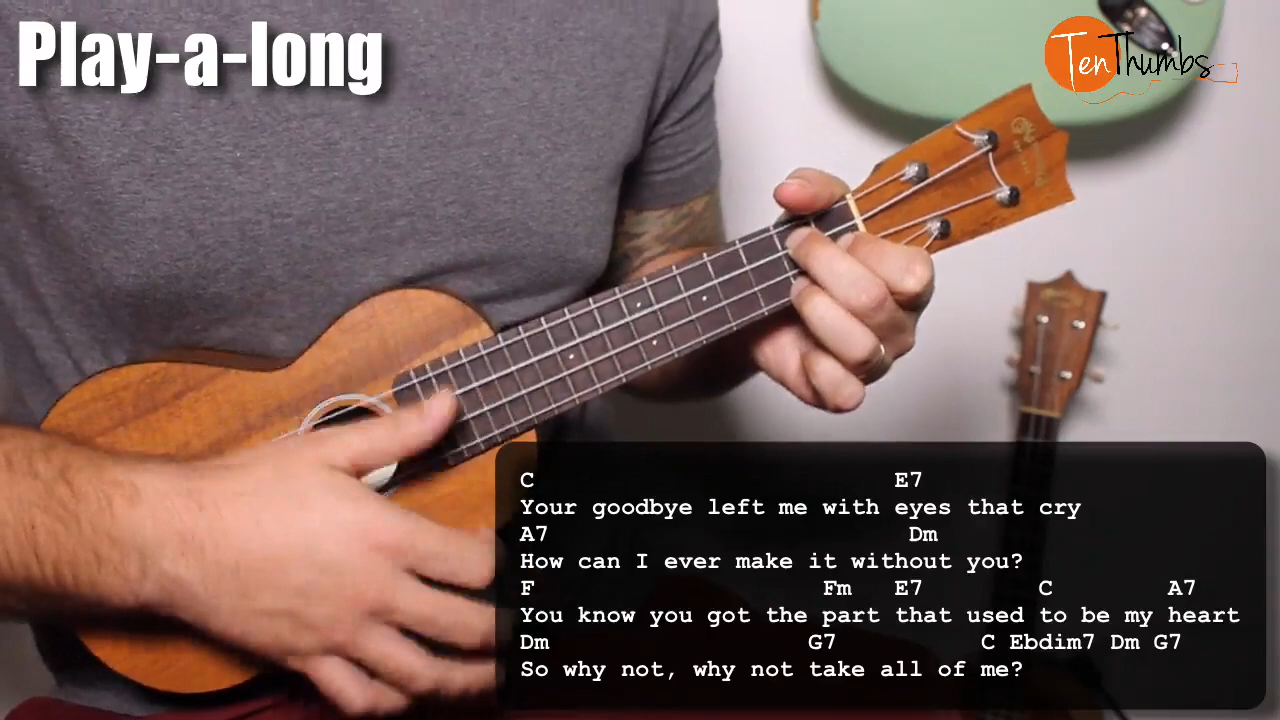 Play-a-long
TenThumbs
C E7
Your goodbye left me with eyes that cry
A7 Dm
How can I ever make it without you?
F Fm E7 C A7
You know you got the part that used to be my heart
Dm G7 C Ebdim7 Dm G7
So why not, why not take all of me?